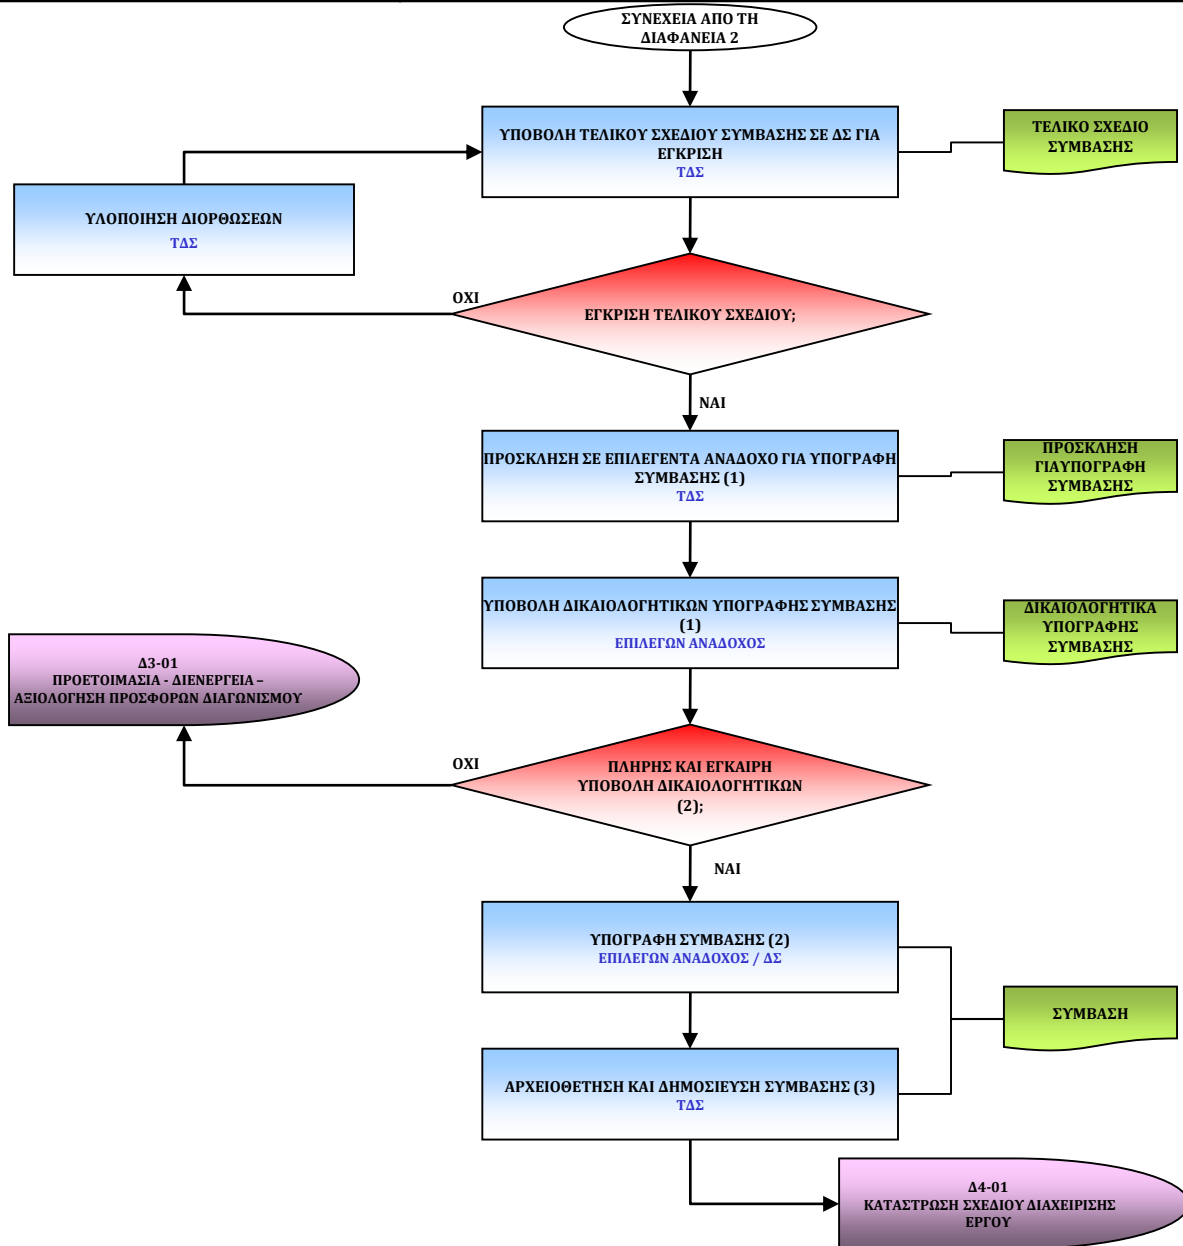 ΣΥΝΕΧΕΙΑ ΑΠΟ ΤΗ
ΔΙΑΦΑΝΕΙΑ 2
ΥΠΟΒΟΛΗ ΤΕΛΙΚΟΥ ΣΧΕΔΙΟΥ ΣΥΜΒΑΣΗΣ ΣΕ ΔΣ ΓΙΑ
ΕΓΚΡΙΣΗ
ΤΔΣ
ΤΕΛΙΚΟ ΣΧΕΔΙΟ
ΣΥΜΒΑΣΗΣ
ΥΛΟΠΟΙΗΣΗ ΔΙΟΡΘΩΣΕΩΝ
ΤΔΣ
ΟΧΙ
ΕΓΚΡΙΣΗ ΤΕΛΙΚΟΥ ΣΧΕΔΙΟΥ;
ΝΑΙ
ΠΡΟΣΚΛΗΣΗ ΣΕ ΕΠΙΛΕΓΕΝΤΑ ΑΝΑΔΟΧΟ ΓΙΑ ΥΠΟΓΡΑΦΗ
ΣΥΜΒΑΣΗΣ (1)
ΤΔΣ
ΠΡΟΣΚΛΗΣΗ
ΓΙΑΥΠΟΓΡΑΦΗ
ΣΥΜΒΑΣΗΣ
ΥΠΟΒΟΛΗ ΔΙΚΑΙΟΛΟΓΗΤΙΚΩΝ ΥΠΟΓΡΑΦΗΣ ΣΥΜΒΑΣΗΣ
(1)
ΕΠΙΛΕΓΩΝ ΑΝΑΔΟΧΟΣ
ΔΙΚΑΙΟΛΟΓΗΤΙΚΑ
ΥΠΟΓΡΑΦΗΣ
ΣΥΜΒΑΣΗΣ
Δ3-01
ΠΡΟΕΤΟΙΜΑΣΙΑ - ΔΙΕΝΕΡΓΕΙΑ –
ΑΞΙΟΛΟΓΗΣΗ ΠΡΟΣΦΟΡΩΝ ΔΙΑΓΩΝΙΣΜΟΥ
ΟΧΙ
ΠΛΗΡΗΣ ΚΑΙ ΕΓΚΑΙΡΗ
ΥΠΟΒΟΛΗ ΔΙΚΑΙΟΛΟΓΗΤΙΚΩΝ
(2);
ΝΑΙ
ΥΠΟΓΡΑΦΗ ΣΥΜΒΑΣΗΣ (2)
ΕΠΙΛΕΓΩΝ ΑΝΑΔΟΧΟΣ / ΔΣ
ΣΥΜΒΑΣΗ
ΑΡΧΕΙΟΘΕΤΗΣΗ ΚΑΙ ΔΗΜΟΣΙΕΥΣΗ ΣΥΜΒΑΣΗΣ (3)
ΤΔΣ
Δ4-01
ΚΑΤΑΣΤΡΩΣΗ ΣΧΕΔΙΟΥ ΔΙΑΧΕΙΡΙΣΗΣ
ΕΡΓΟΥ